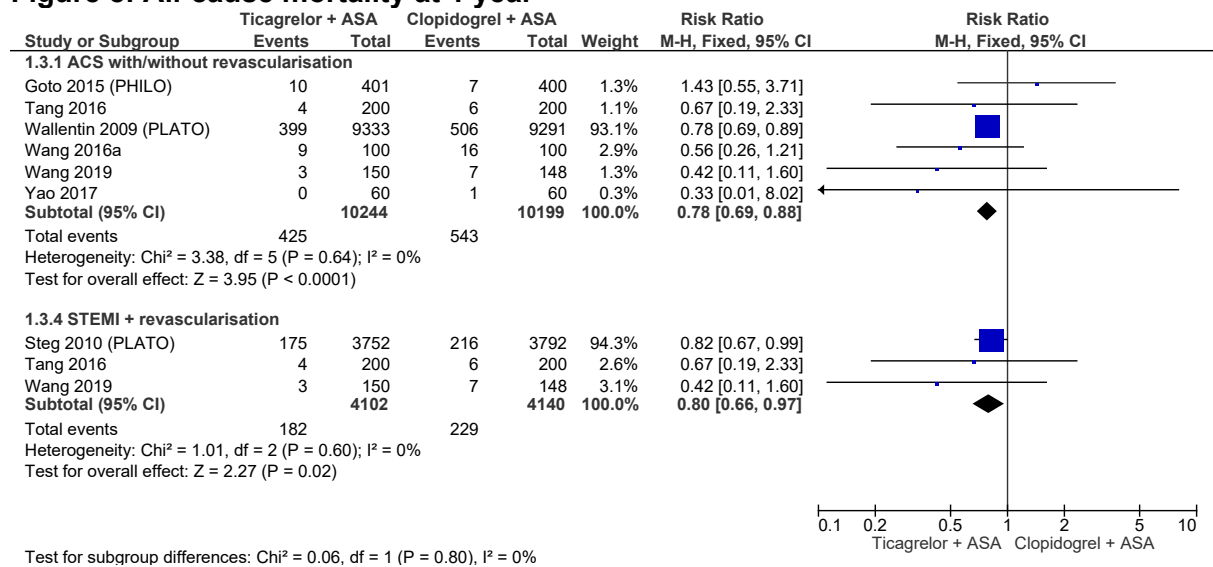 Figure 3: All-cause mortality at 1 year
Ticagrelor + ASA Clopidogrel + ASA Risk Ratio Risk Ratio
Study or Subgroup Events Total Events Total Weight M-H, Fixed, 95% CI M-H, Fixed, 95% CI
1.3.1 ACS with/without revascularisation
Goto 2015 (PHILO) 10 401 7 400 1.3% 1.43 [0.55, 3.71]
Tang 2016 4 200 6 200 1.1% 0.67 [0.19, 2.33]
Wallentin 2009 (PLATO) 399 9333 506 9291 93.1% 0.78 [0.69, 0.89]
Wang 2016a 9 100 16 100 2.9% 0.56 [0.26, 1.21]
Wang 2019 3 150 7 148 1.3% 0.42 [0.11, 1.60]
Yao 2017 0 60 1 60 0.3% 0.33 [0.01, 8.02]
Subtotal (95% CI) 10244 10199 100.0% 0.78 [0.69, 0.88]
Total events 425 543
Heterogeneity: Chi² = 3.38, df = 5 (P = 0.64); I² = 0%
Test for overall effect: Z = 3.95 (P < 0.0001)
1.3.4 STEMI + revascularisation
Steg 2010 (PLATO) 175 3752 216 3792 94.3% 0.82 [0.67, 0.99]
Tang 2016 4 200 6 200 2.6% 0.67 [0.19, 2.33]
Wang 2019 3 150 7 148 3.1% 0.42 [0.11, 1.60]
Subtotal (95% CI) 4102 4140 100.0% 0.80 [0.66, 0.97]
Total events 182 229
Heterogeneity: Chi² = 1.01, df = 2 (P = 0.60); I² = 0%
Test for overall effect: Z = 2.27 (P = 0.02)
0.1 0.2 0.5 1 2 5 10
Ticagrelor + ASA Clopidogrel + ASA
Test for subgroup differences: Chi² = 0.06, df = 1 (P = 0.80), I² = 0%